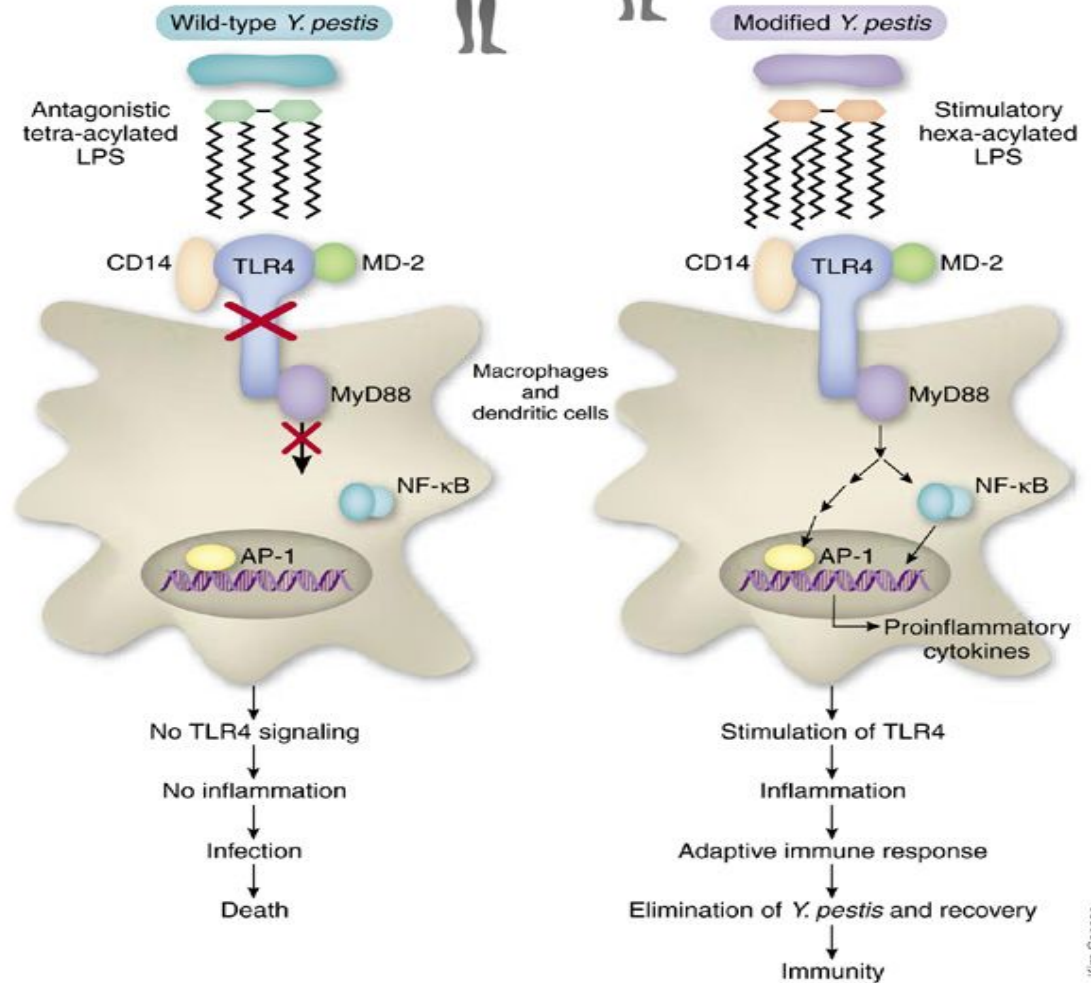 Wild-type Y. pestis
Antagonistic
tetra-acylated
LPS
CD14
TLR4
MD-2
MyD88
NF-κB
AP-1
No TLR4 signaling
No inflammation
Infection
Death
Macrophages
and
dendritic cells
Modified Y. pestis
Stimulatory
hexa-acylated
LPS
CD14
TLR4
MD-2
MyD88
NF-κB
AP-1
Proinflammatory
cytokines
Stimulation of TLR4
Inflammation
Adaptive immune response
Elimination of Y. pestis and recovery
Immunity